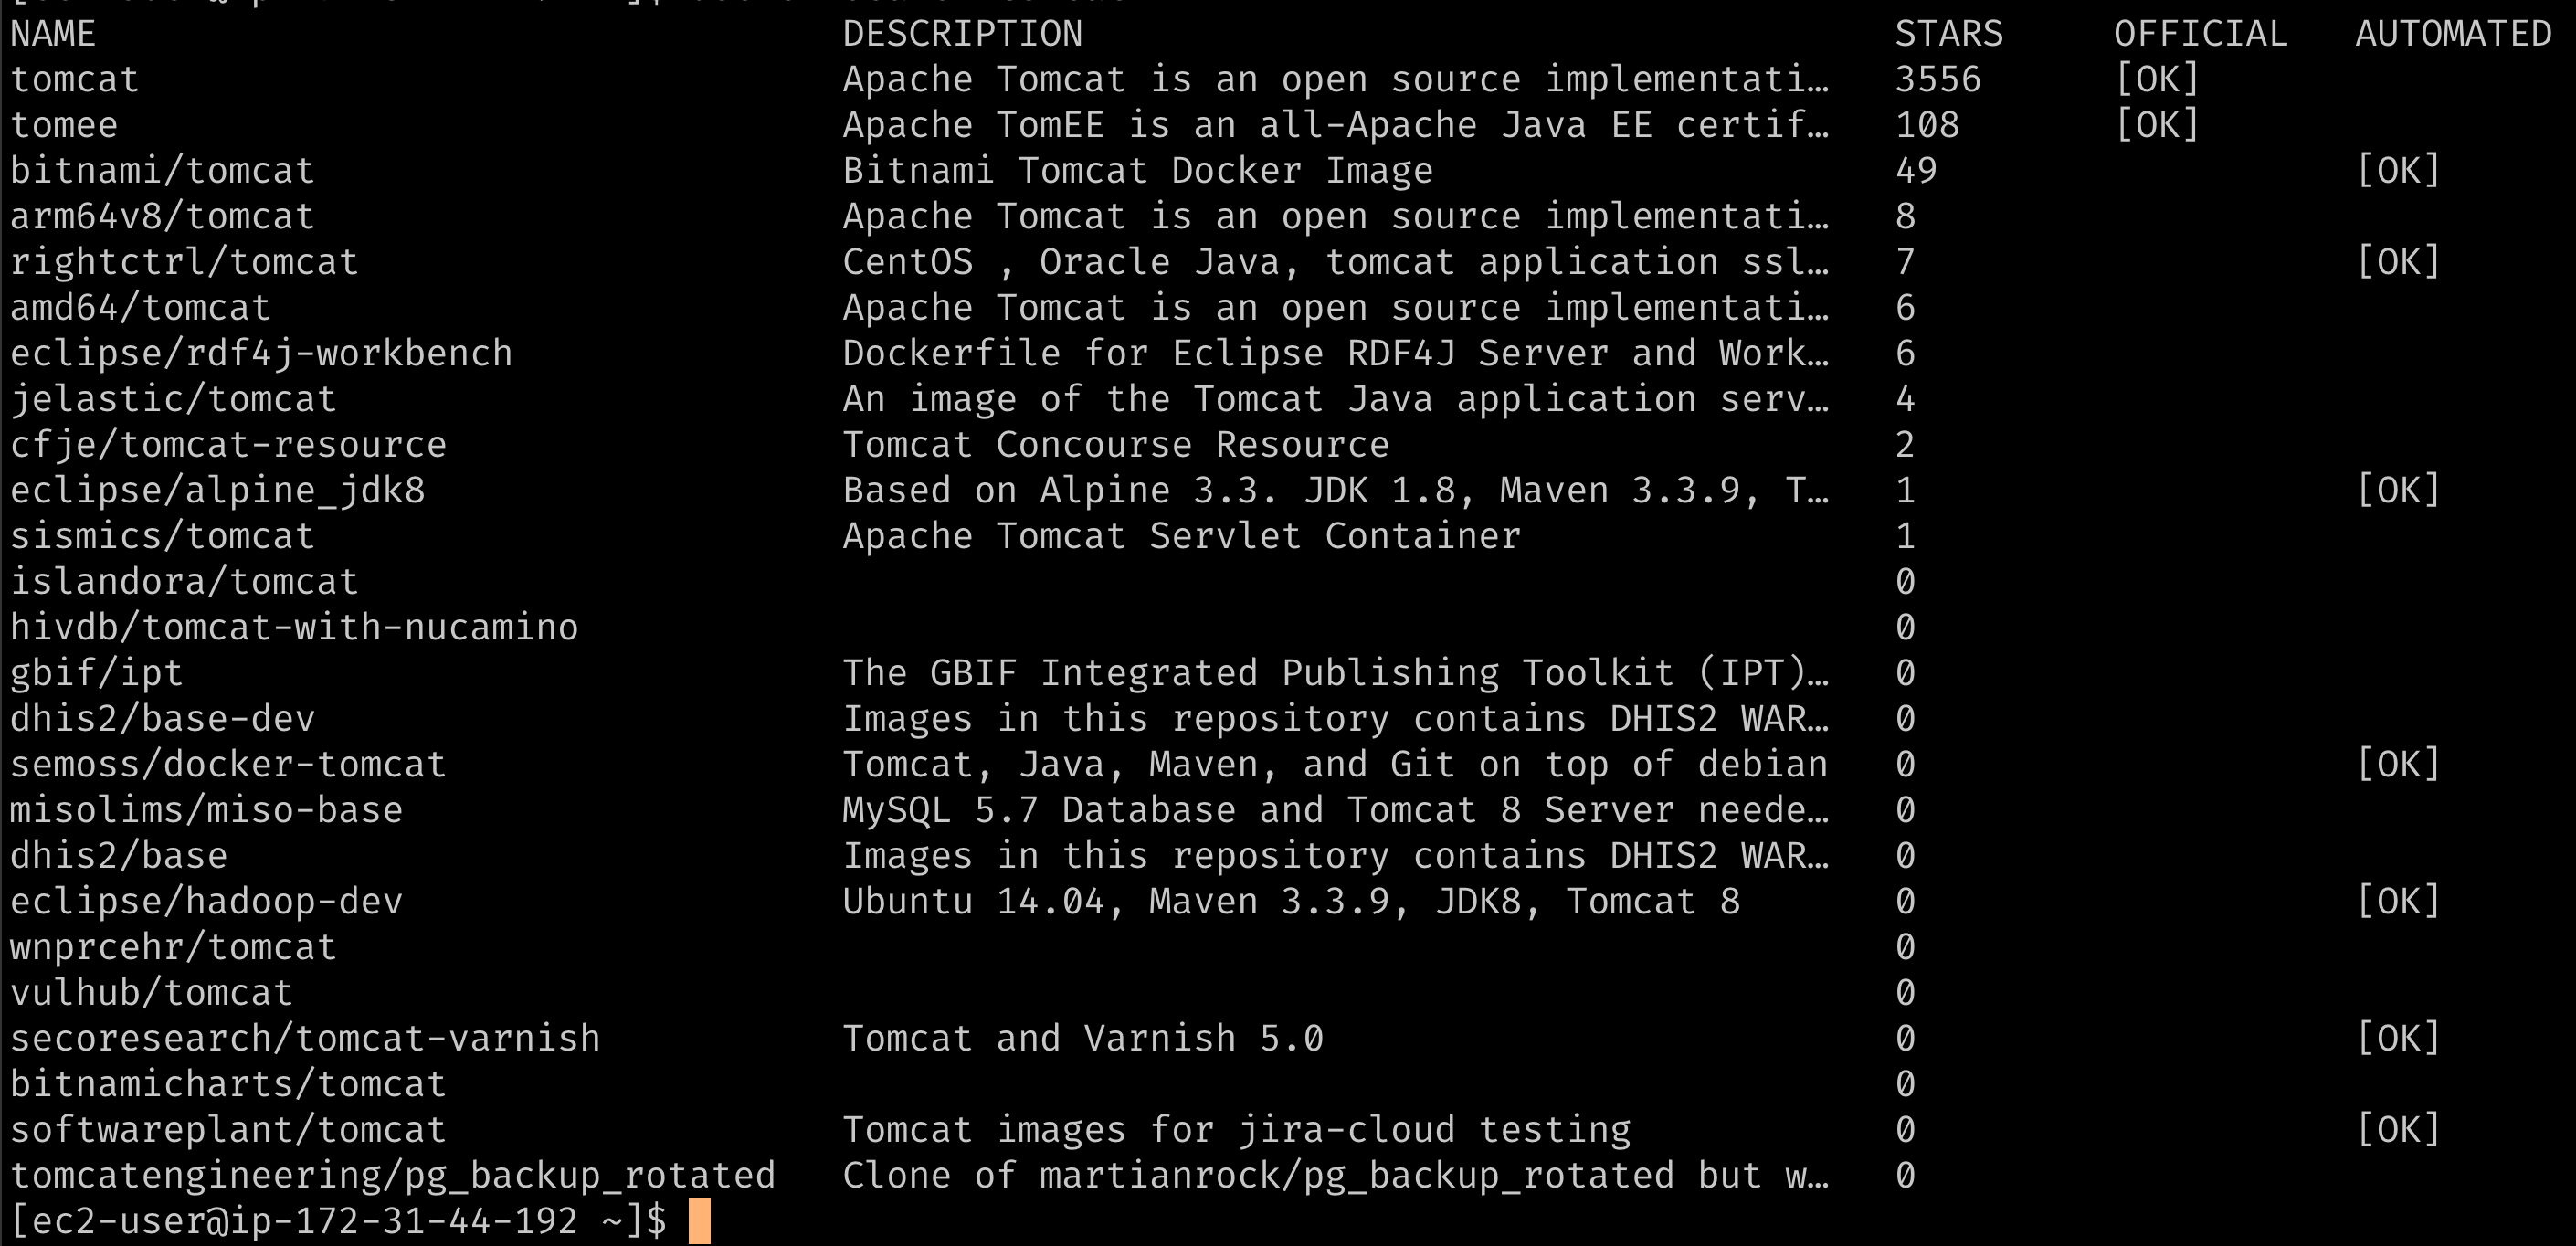 NAME DESCRIPTION STARS OFFICIAL AUTOMATED
tomcat Apache Tomcat is an open source implementati… 3556 [OK]
tomee Apache TomEE is an all-Apache Java EE certif… 108 [OK]
bitnami/tomcat Bitnami Tomcat Docker Image 49 [OK]
arm64v8/tomcat Apache Tomcat is an open source implementati… 8
rightctrl/tomcat CentOS , Oracle Java, tomcat application ssl… 7 [OK]
amd64/tomcat Apache Tomcat is an open source implementati… 6
eclipse/rdf4j-workbench Dockerfile for Eclipse RDF4J Server and Work… 6
jelastic/tomcat An image of the Tomcat Java application serv… 4
cfje/tomcat-resource Tomcat Concourse Resource 2
eclipse/alpine_jdk8 Based on Alpine 3.3. JDK 1.8, Maven 3.3.9, T… 1 [OK]
sismics/tomcat Apache Tomcat Servlet Container 1
islandora/tomcat 0
hivdb/tomcat-with-nucamino 0
gbif/ipt The GBIF Integrated Publishing Toolkit (IPT)… 0
dhis2/base-dev Images in this repository contains DHIS2 WAR… 0
semoss/docker-tomcat Tomcat, Java, Maven, and Git on top of debian 0 [OK]
misolims/miso-base MySQL 5.7 Database and Tomcat 8 Server neede… 0
dhis2/base Images in this repository contains DHIS2 WAR… 0
eclipse/hadoop-dev Ubuntu 14.04, Maven 3.3.9, JDK8, Tomcat 8 0 [OK]
wnprcehr/tomcat 0
vulhub/tomcat 0
secoresearch/tomcat-varnish Tomcat and Varnish 5.0 0 [OK]
bitnamicharts/tomcat 0
softwareplant/tomcat Tomcat images for jira-cloud testing 0 [OK]
tomcatengineering/pg_backup_rotated Clone of martianrock/pg_backup_rotated but w… 0
[ec2-user@ip-172-31-44-192 ~]$